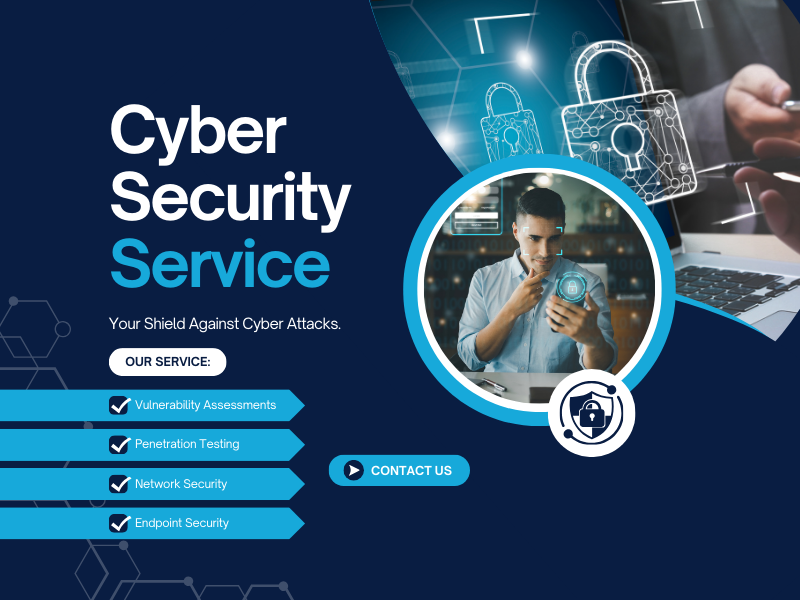 Cyber
Security
Service
Your Shield Against Cyber Attacks.
OUR SERVICE:
Vulnerability Assessments
Penetration Testing
Network Security
Endpoint Security
CONTACT US